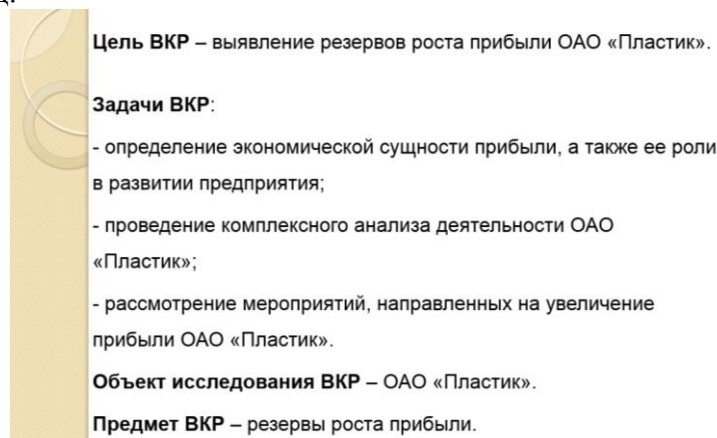 Цель ВКР – выявление резервов роста прибыли ОАО «Пластик».
Задачи ВКР:
- определение экономической сущности прибыли, а также ее роли
в развитии предприятия;
- проведение комплексного анализа деятельности ОАО
«Пластик»;
- рассмотрение мероприятий, направленных на увеличение
прибыли ОАО «Пластик».
Объект исследования ВКР – ОАО «Пластик».
Предмет ВКР – резервы роста прибыли.